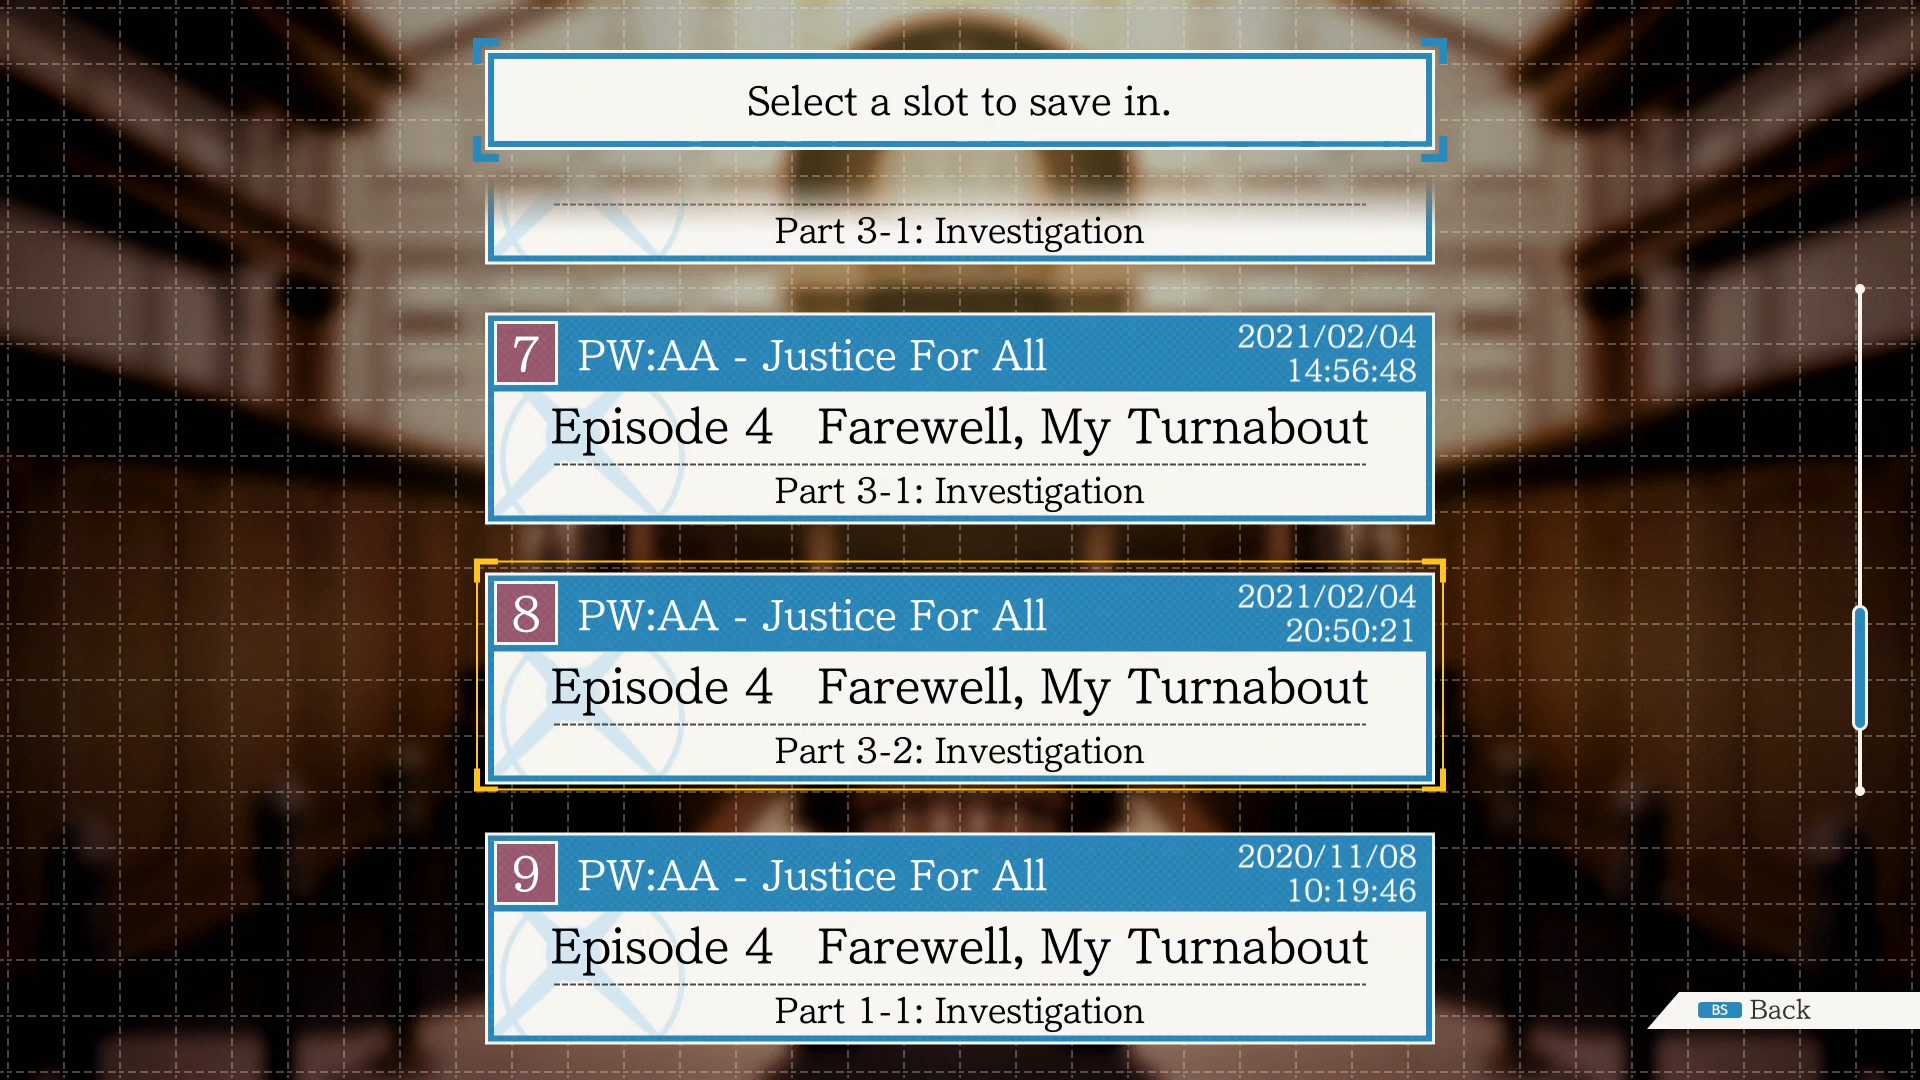 Select a slot to save in.
Part 3-1: Investigation
7 PW:AA - Justice For All 2021/02/04
14:56:48
Episode 4 Farewell, My Turnabout
Part 3-1: Investigation
8 PW:AA - Justice For All 2021/02/04
20:50:21
Episode 4 Farewell, My Turnabout
Part 3-2: Investigation
9 PW:AA - Justice For All 2020/11/08
10:19:46
Episode 4 Farewell, My Turnabout
Part 1-1: Investigation
BS Back